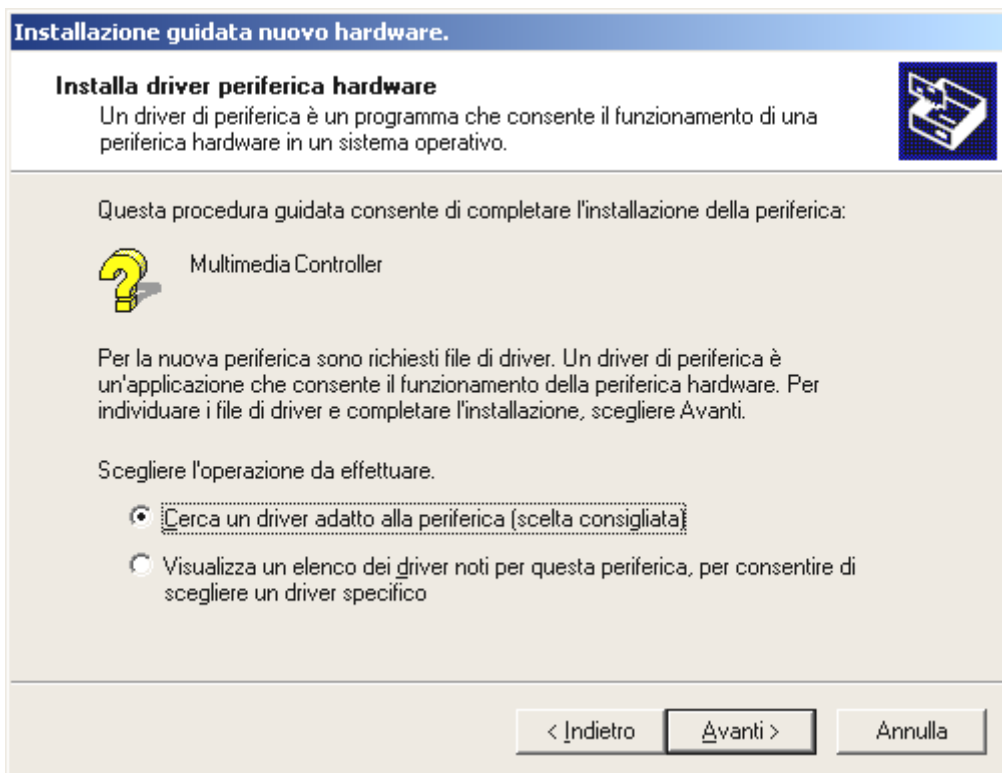 Installazione guidata nuovo hardware.
Installa driver periferica hardware
Un driver di periferica è un programma che consente il funzionamento di una
periferica hardware in un sistema operativo.
Questa procedura guidata consente di completare l'installazione della periferica:
Multimedia Controller
Per la nuova periferica sono richiesti file di driver. Un driver di periferica è
un'applicazione che consente il funzionamento della periferica hardware. Per
individuare i file di driver e completare l'installazione, scegliere Avanti.
Scegliere l'operazione da effettuare.
Cerca un driver adatto alla periferica (scelta consigliata)
Visualizza un elenco dei driver noti per questa periferica, per consentire di
scegliere un driver specifico
< Indietro Avanti > Annulla